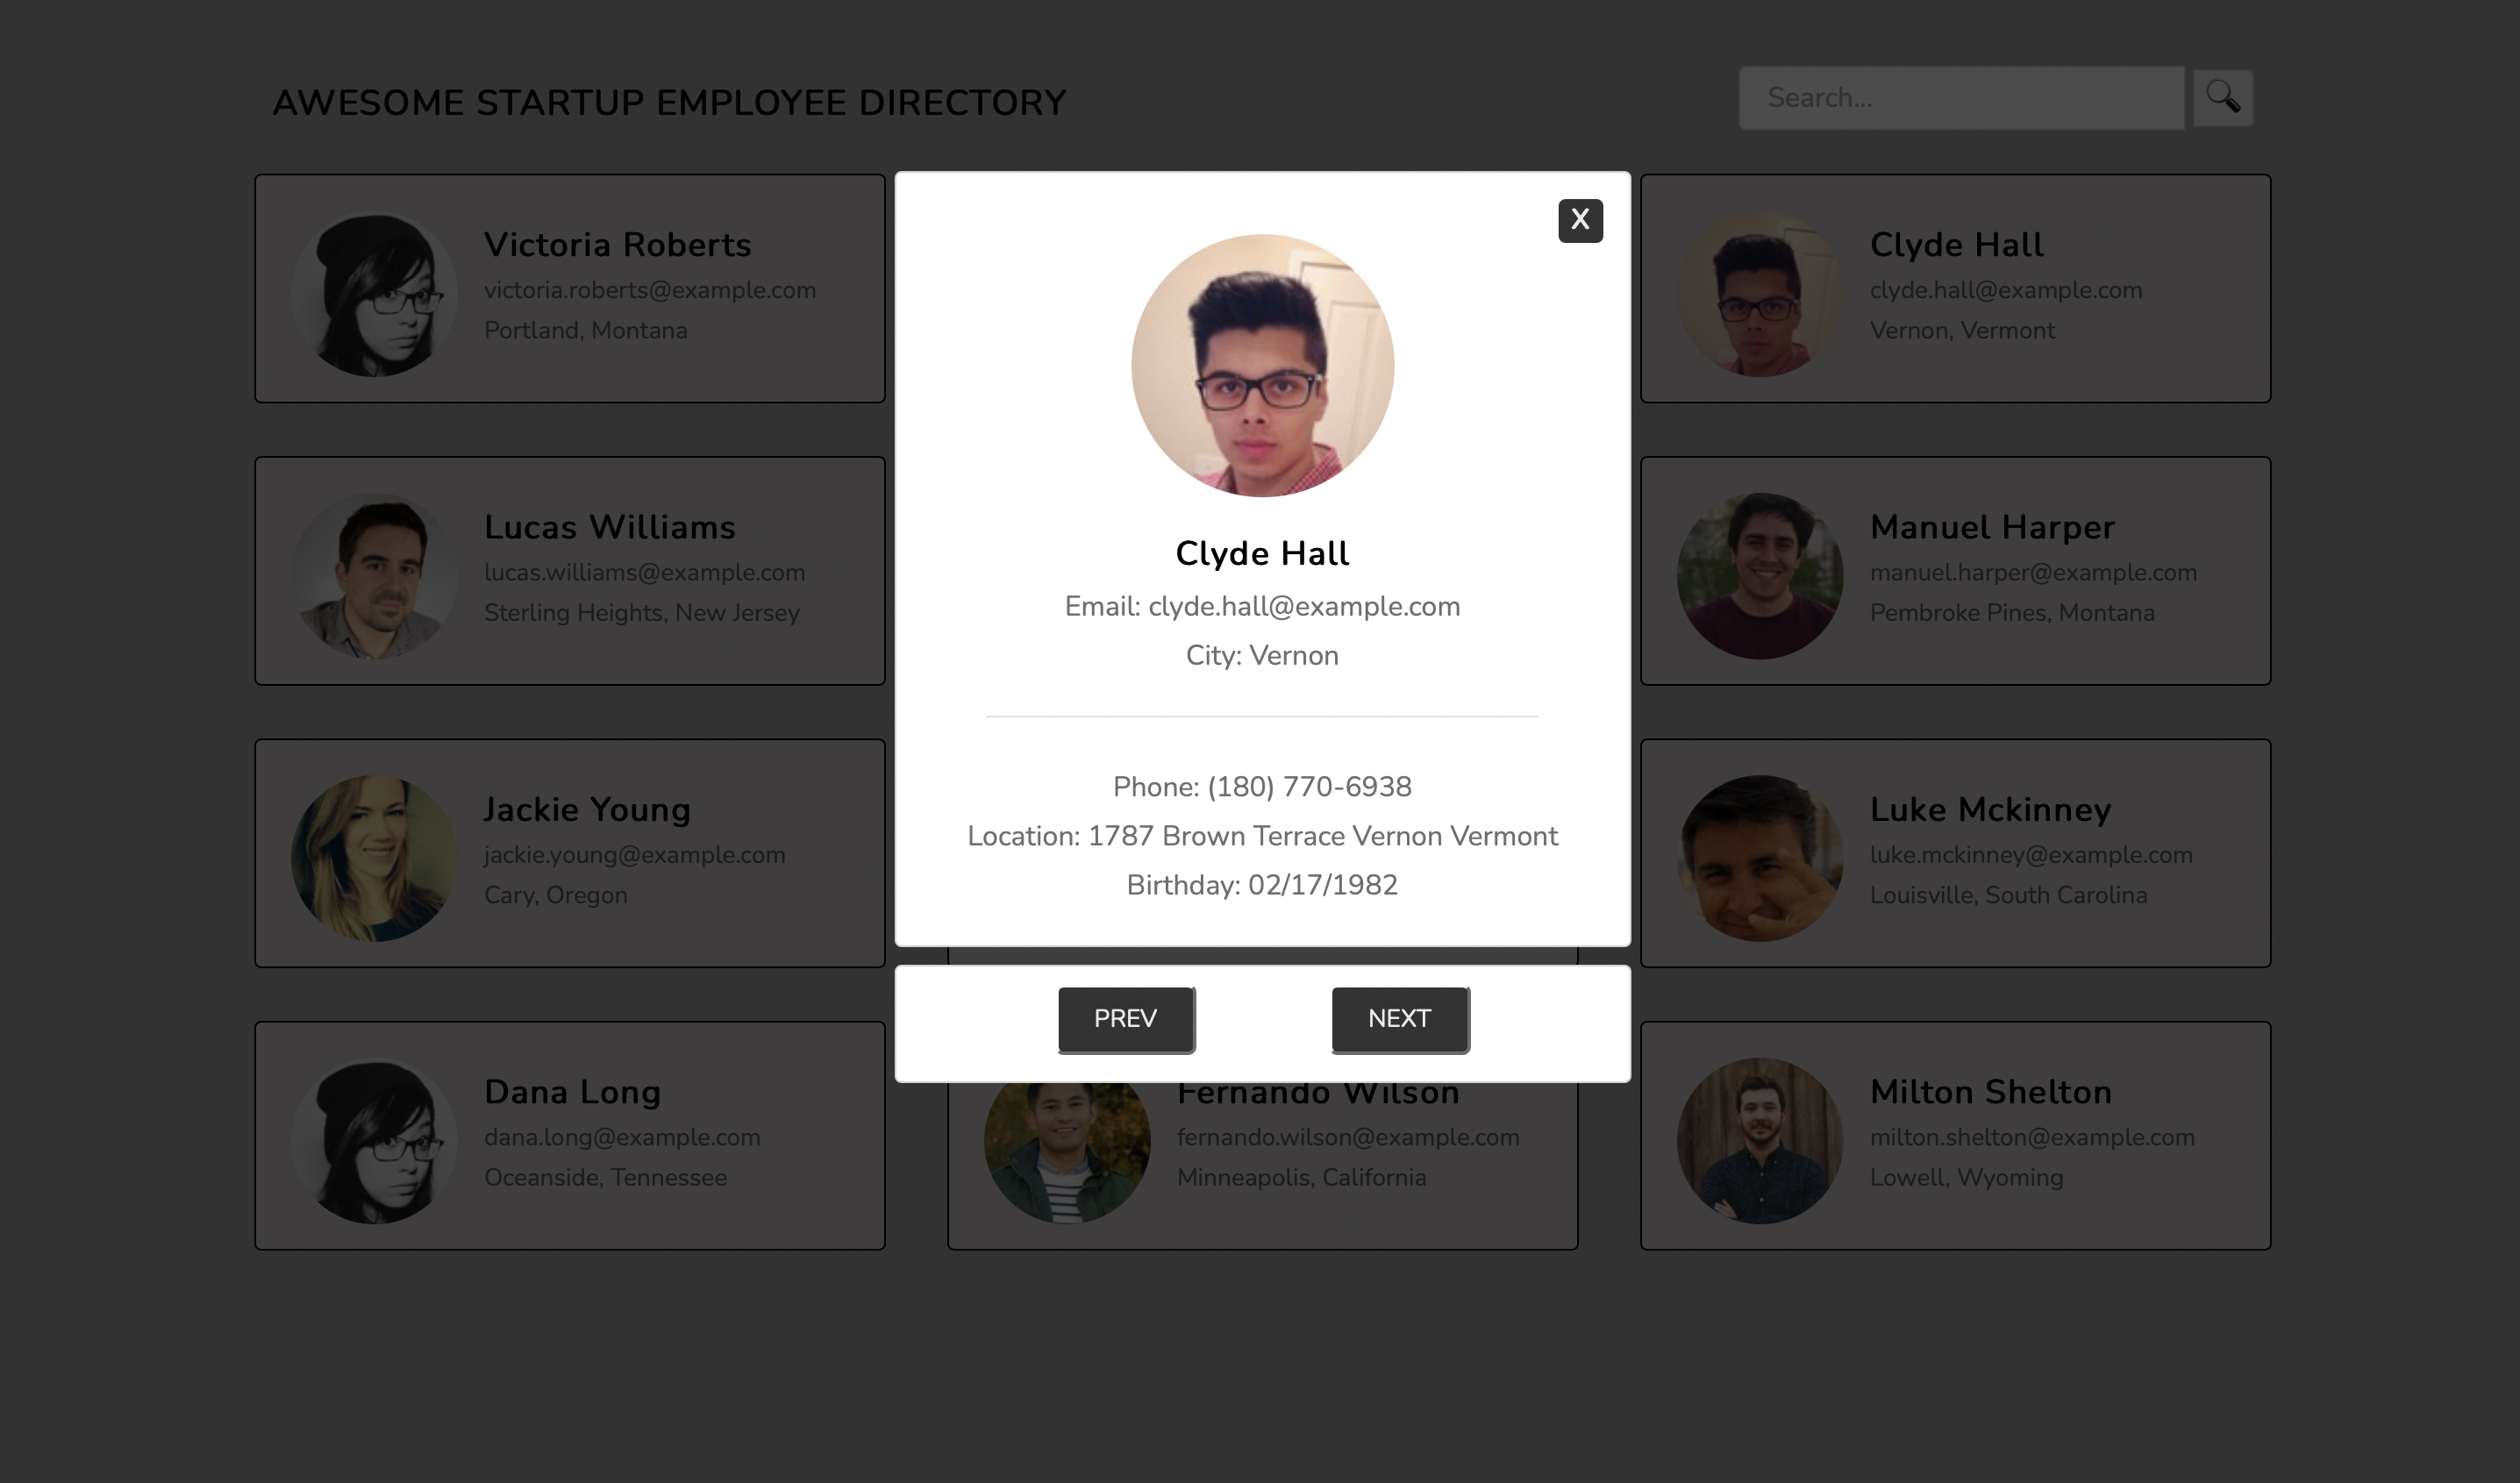 AWESOME STARTUP EMPLOYEE DIRECTORY
Search...
Victoria Roberts
victoria.roberts@example.com
Portland, Montana
X
Clyde Hall
Email: clyde.hall@example.com
City: Vernon
Phone: (180) 770-6938
Location: 1787 Brown Terrace Vernon Vermont
Birthday: 02/17/1982
PREV
NEXT
Clyde Hall
clyde.hall@example.com
Vernon, Vermont
Lucas Williams
lucas.williams@example.com
Sterling Heights, New Jersey
Manuel Harper
manuel.harper@example.com
Pembroke Pines, Montana
Jackie Young
jackie.young@example.com
Cary, Oregon
Luke Mckinney
luke.mckinney@example.com
Louisville, South Carolina
Dana Long
dana.long@example.com
Oceanside, Tennessee
Fernando Wilson
fernando.wilson@example.com
Minneapolis, California
Milton Shelton
milton.shelton@example.com
Lowell, Wyoming